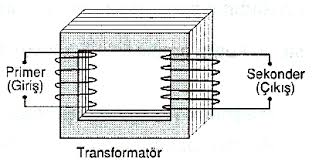 Primer
(Giriş)
Sekonder
(Çıkış)
Transformatör